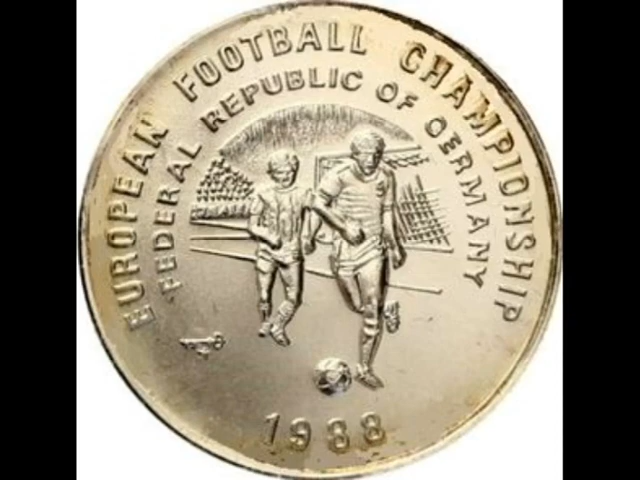 EUROPEAN FOOTBALL CHAMPIONSHIP
FEDERAL REPUBLIC OF GERMANY
1988